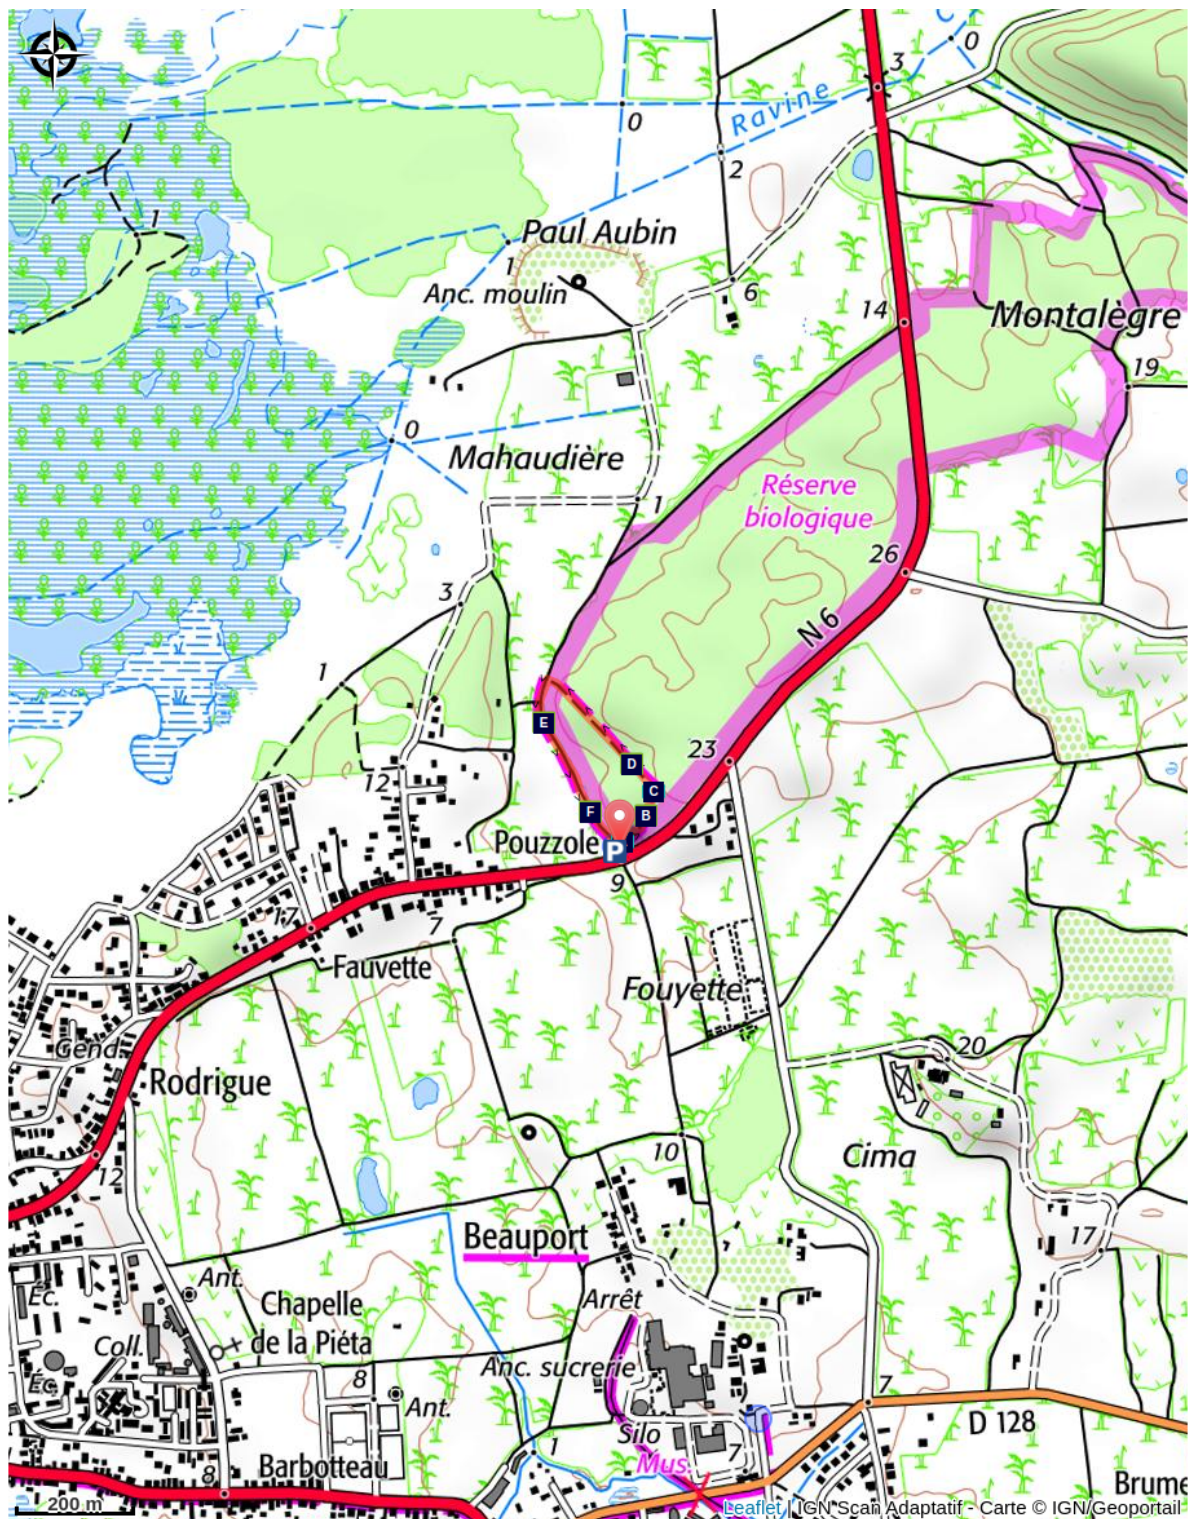 3
0
Ravine
0
2
1
Paul Aubin
1
Anc. moulin
6
14
Montalègre
19
0
Mahaudière
Réserve
biologique
1
26
3
N 6
1
E
23
D
12
C
F
B
Pouzzole
P
9
17
7
Fauvette
Fouyette
Gend.
20
Rodrigue
10
Cima
12
Beauport
17
Ant.
Éc.
Arrêt
Chapelle
de la Piéta
Coll.
Anc. sucrerie
Éc.
8
7
Ant.
D 128
Silo
1
7
Barbotteau
Mus.
8
Brume
200 m
Leaflet | IGN Scan Adaptatif - Carte © IGN/Geoportail